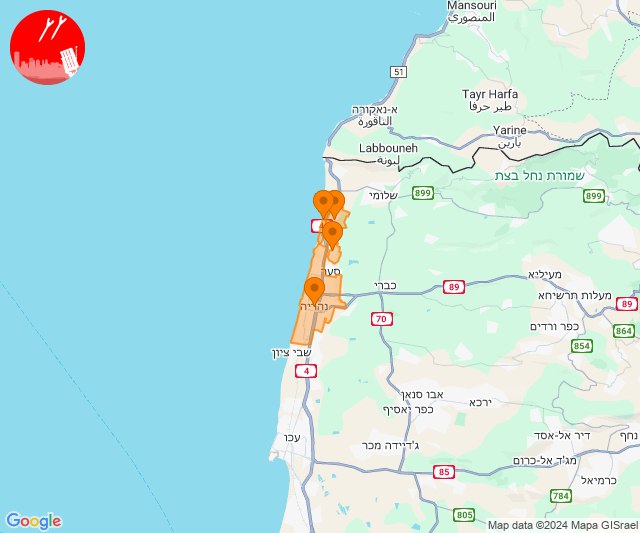 Mansouri
المنصوري
51
Tayr Harfa
طير حرفا
א-נאקורה
الناقورة
Yarine
يارين
Labbouneh
لبونة
שמורת נחל בצת
899
שלומי
899
4
סער
89
מעיליא
כברי
מעלות תרשיחא
89
נהריה
70
כפר ורדים
864
854
שבי ציון
4
אבו סנאן
ירכא
כפר יאסיף
עכו
דיר אל-אסד
נחף
ג'דיידה מכר
מג'ד אל-כרום
85
כרמיאל
784
805
Google
Map data ©2024 Mapa GISrael